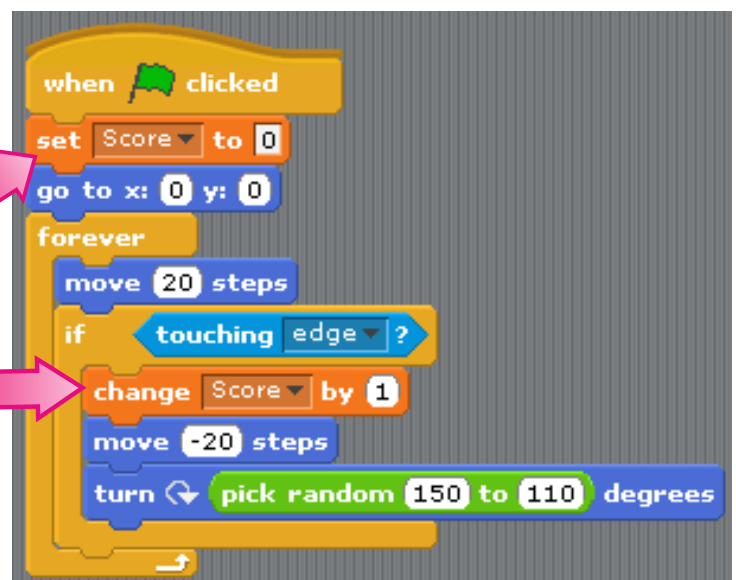 when clicked
set Score to 0
go to x: 0 y: 0
forever
move 20 steps
if touching edge ?
change Score by 1
move -20 steps
turn pick random 150 to 110 degrees